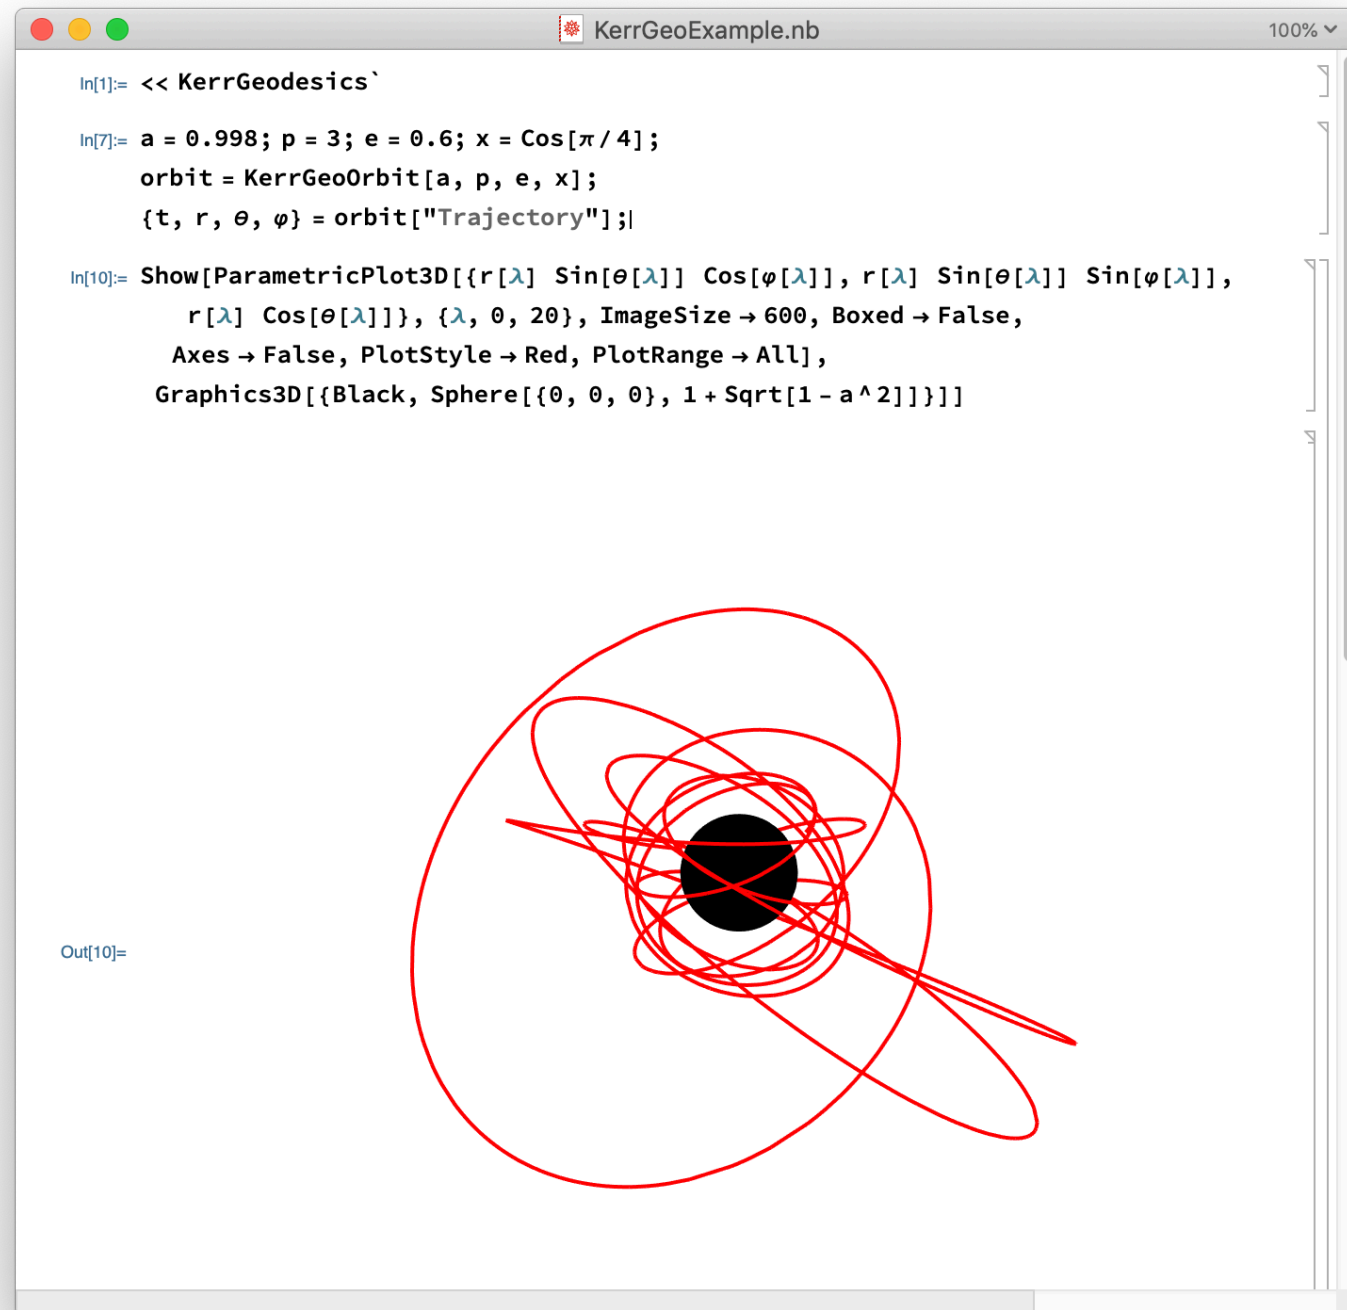 KerrGeoExample.nb
100%
In[1]:= << KerrGeodesics`
In[7]:= a = 0.998; p = 3; e = 0.6; x = Cos[π / 4];
orbit = KerrGeoOrbit[a, p, e, x];
{t, r, θ, φ} = orbit["Trajectory"];
In[10]:= Show[ParametricPlot3D[{r[λ] Sin[θ[λ]] Cos[φ[λ]], r[λ] Sin[θ[λ]] Sin[φ[λ]],
r[λ] Cos[θ[λ]]}, {λ, 0, 20}, ImageSize → 600, Boxed → False,
Axes → False, PlotStyle → Red, PlotRange → All],
Graphics3D[{Black, Sphere[{0, 0, 0}, 1 + Sqrt[1 - a^2]]}]]
Out[10]=